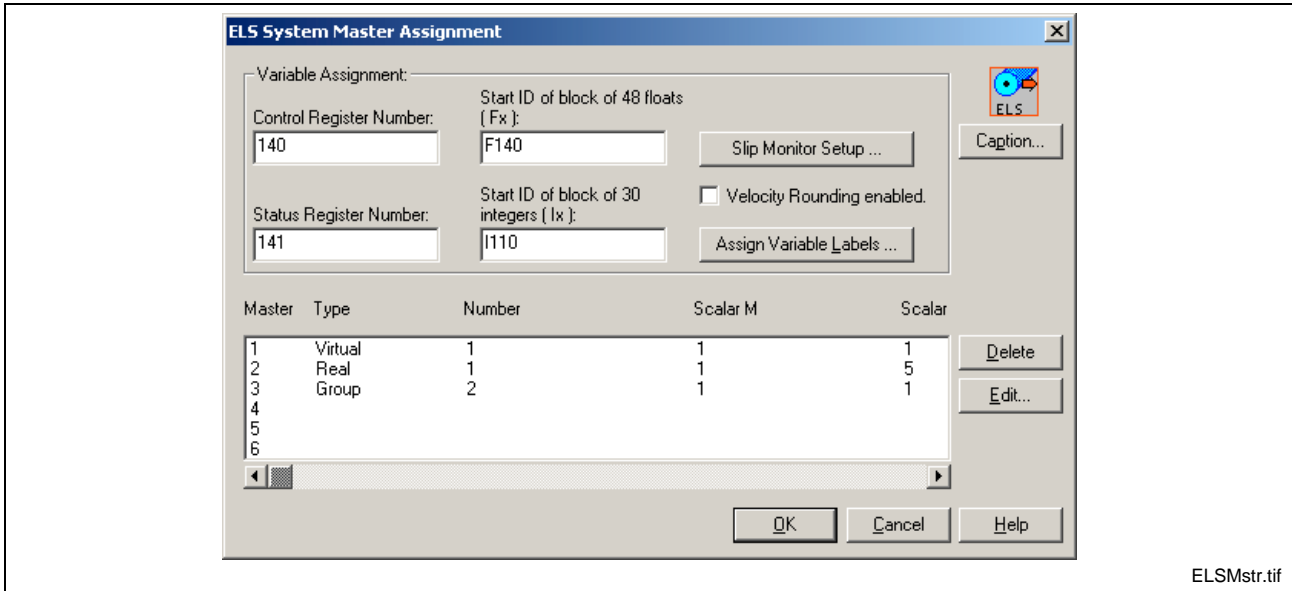 ELS System Master Assignment
Variable Assignment:
Control Register Number:
140
Start ID of block of 48 floats
( Fx ):
F140
Slip Monitor Setup ...
ELS
Caption...
Status Register Number:
141
Start ID of block of 30
integers ( Ix ):
I110
Velocity Rounding enabled.
Assign Variable Labels ...
Master Type Number Scalar M Scalar
1 Virtual 1 1 1
2 Real 1 1 5
3 Group 2 1 1
4
5
6
Delete
Edit...
OK Cancel Help
ELSMstr.tif